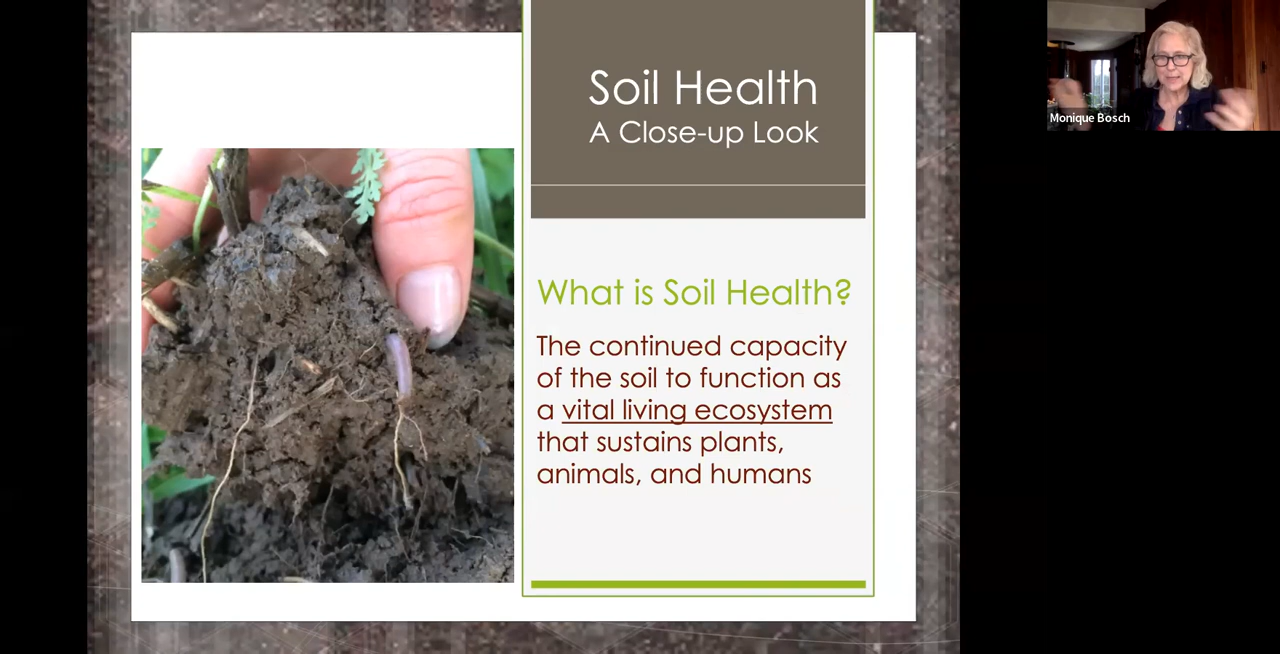 Soil Health
A Close-up Look
What is Soil Health?
The continued capacity
of the soil to function as
a vital living ecosystem
that sustains plants,
animals, and humans
Monique Bosch